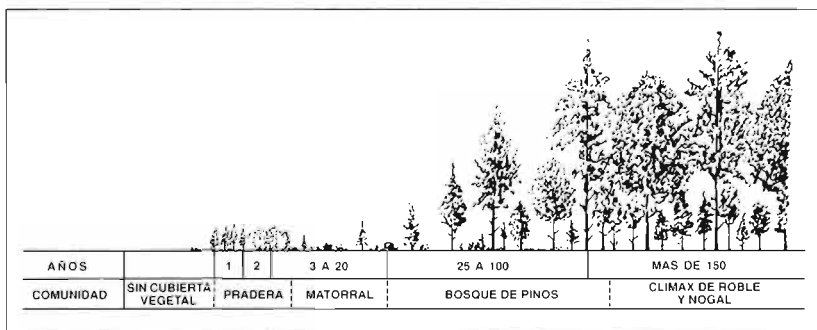 AÑOS 1 2 3 A 20 25 A 100 MAS DE 150
COMUNIDAD SIN CUBIERTA VEGETAL PRADERA MATORRAL BOSQUE DE PINOS CLIMAX DE ROBLE Y NOGAL